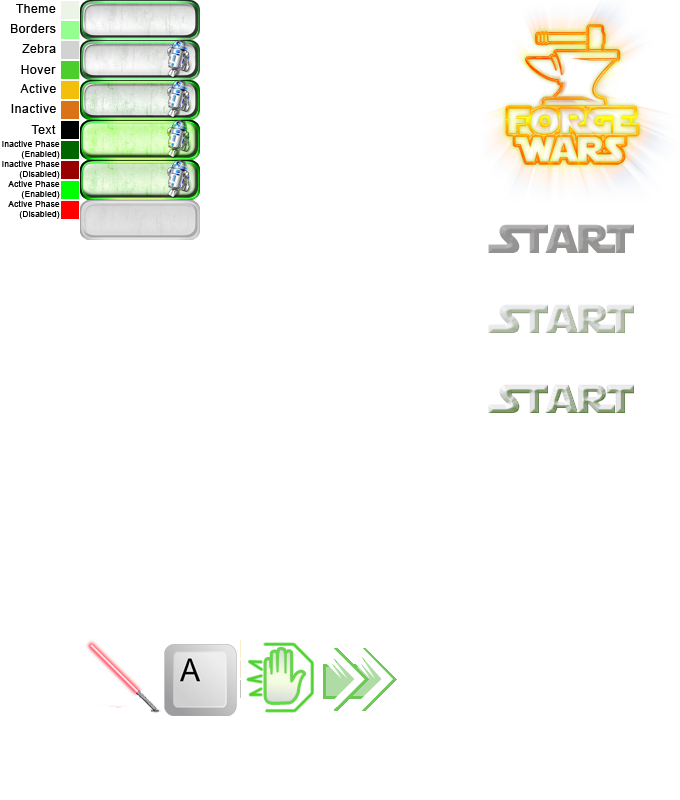 Theme
Borders
Zebra
Hover
Active
Inactive
Text
Inactive Phase
(Enabled)
Inactive Phase
(Disabled)
Active Phase
(Enabled)
Active Phase
(Disabled)
FORGE
WARS
START
START
START
A